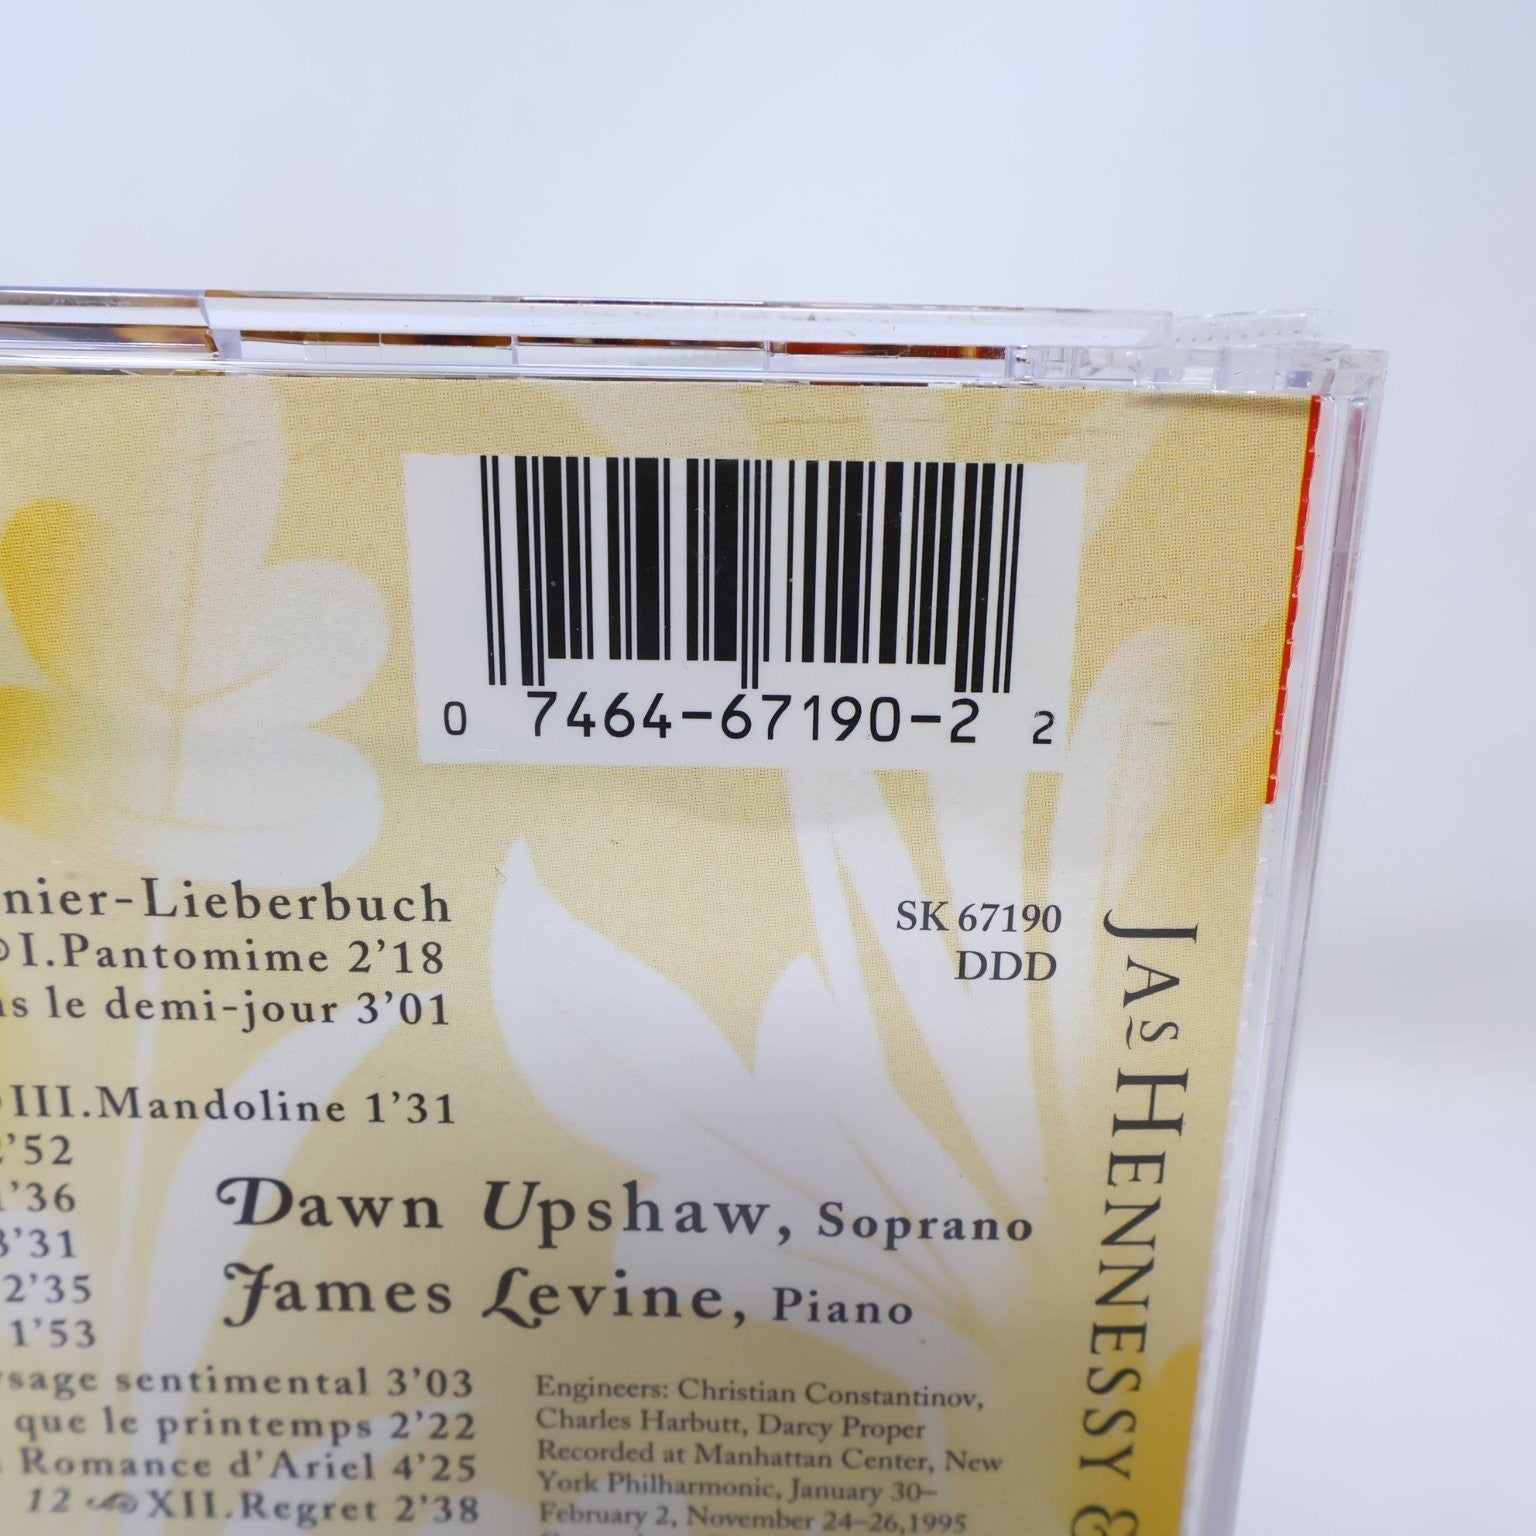 0 7464-67190-2 2
SK 67190
DDD
nier-Lieberbuch
I.Pantomime 2'18
le demi-jour 3'01
III.Mandoline 1'31
2'52
1'36
3'31
2'35
1'53
Dawn Upshaw, Soprano
James Levine, Piano
sentimental 3'03
que le printemps 2'22
Romance d'Ariel 4'25
12 XII.Regret 2'38
Engineers: Christian Constantinov,
Charles Harbutt, Darcy Proper
Recorded at Manhattan Center, New
York Philharmonic, January 30–
February 2, November 24–26,1995
JAS HENNESSY &